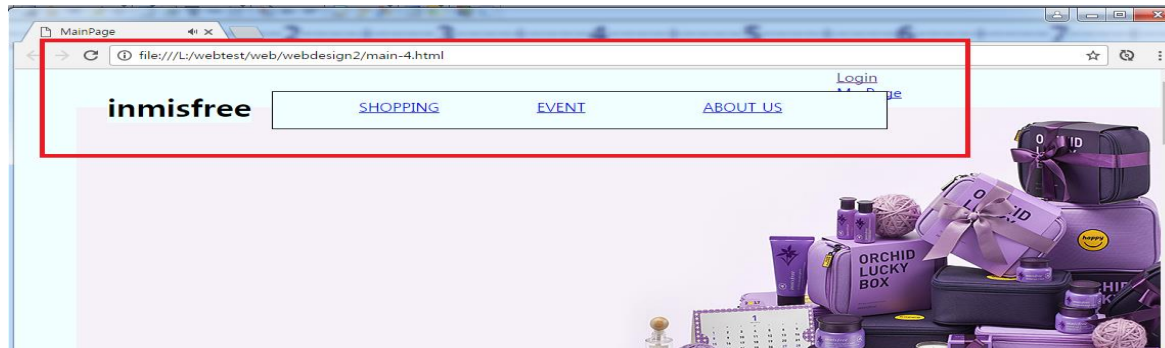 MainPage
file:///L:/webtest/web/webdesign2/main-4.html
Login
inmisfree
SHOPPING EVENT ABOUT US
ORCHID
LUCKY
BOX
happy